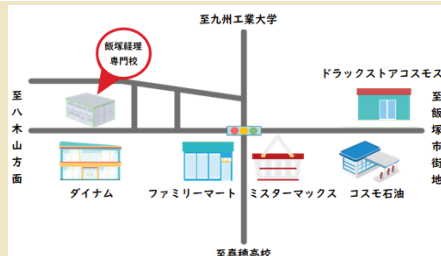 至九州工業大学
飯塚経理
専門校
ドラックストアコスモス
至八木山方面
至飯塚市街地
ダイナム
ファミリーマート
ミスターマックス
コスモ石油
至嘉穂高校